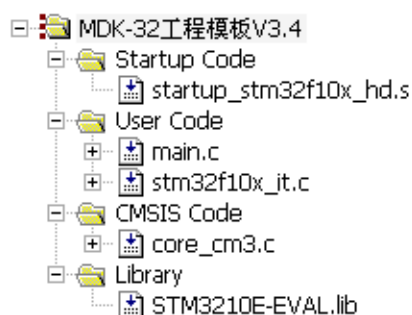 MDK-32工程模板V3.4
Startup Code
startup_stm32f10x_hd.s
User Code
main.c
stm32f10x_it.c
CMSIS Code
core_cm3.c
Library
STM3210E-EVAL.lib